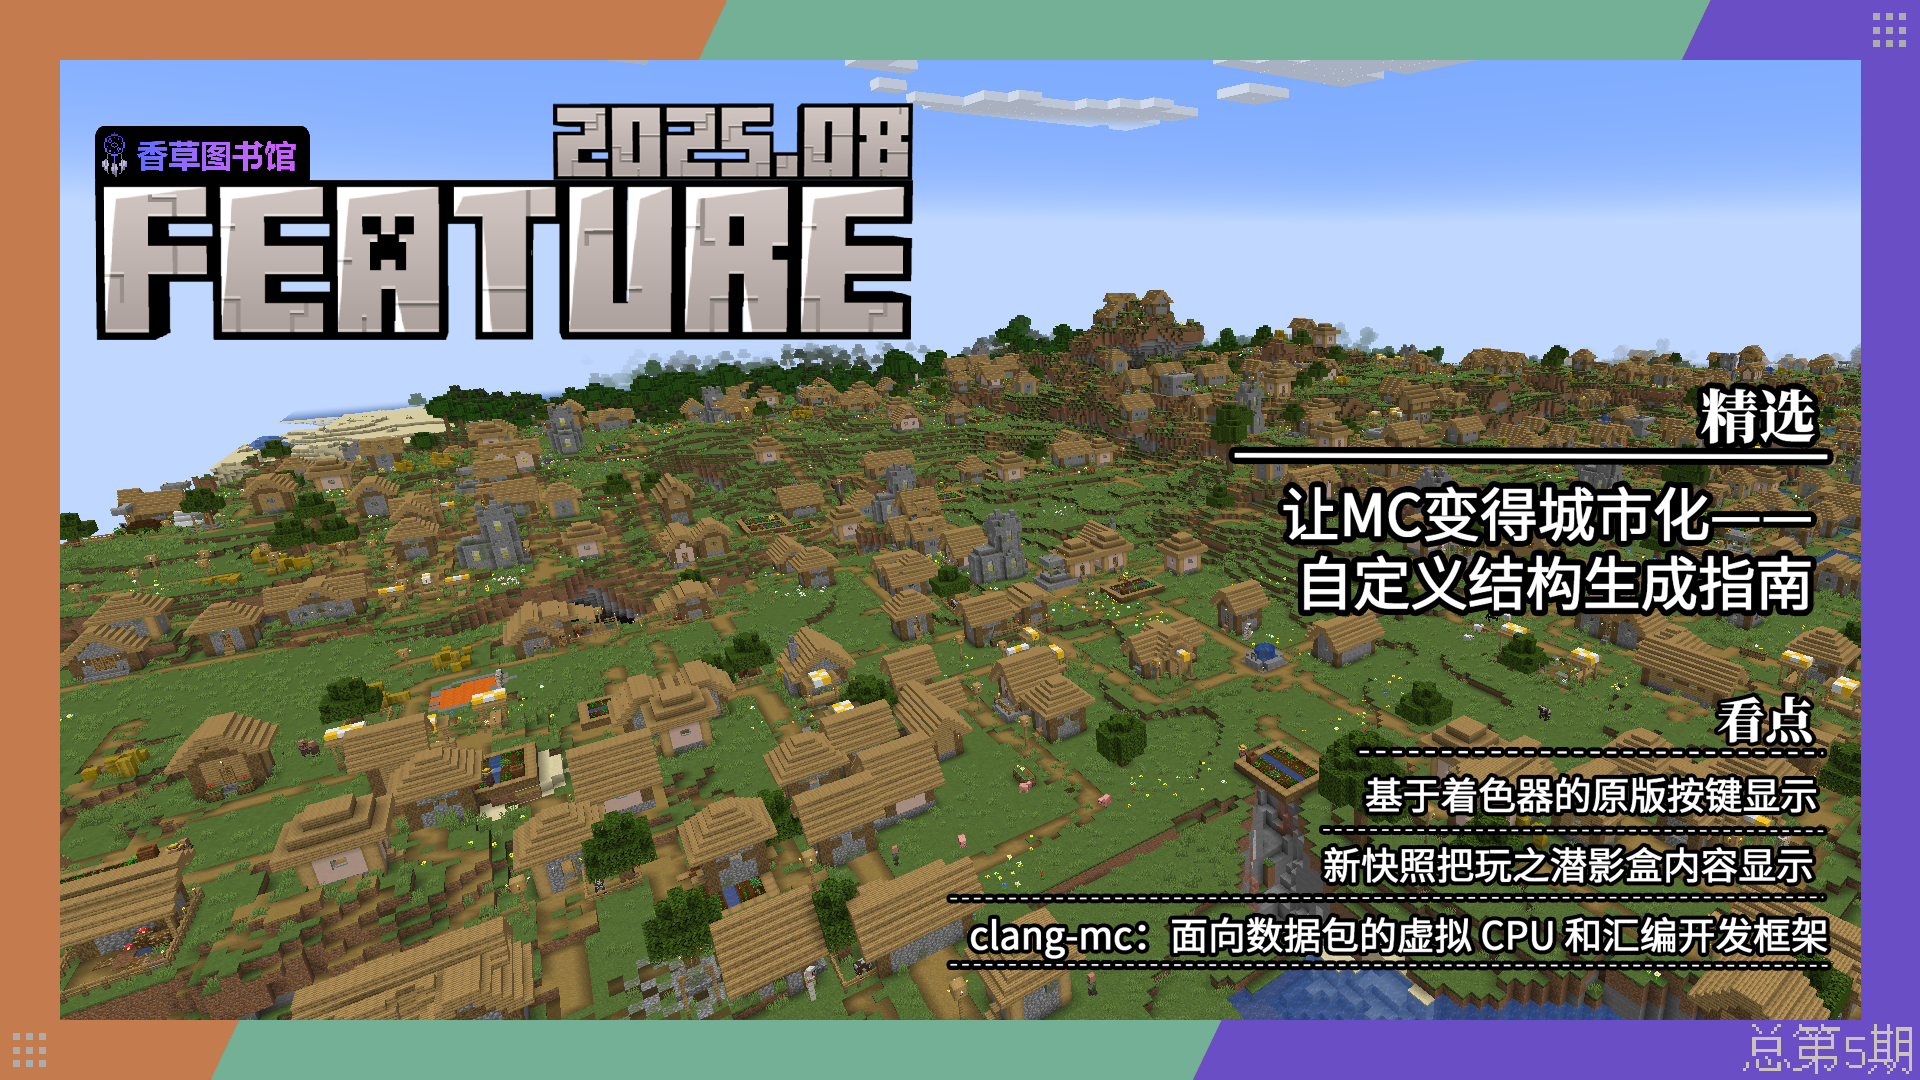 2025.08
香草图书馆
FEATURE
精选
让MC变得城市化——
自定义结构生成指南
看点
基于着色器的原版按键显示
新快照把玩之潜影盒内容显示
clang-mc：面向数据包的虚拟 CPU 和汇编开发框架
总第5期